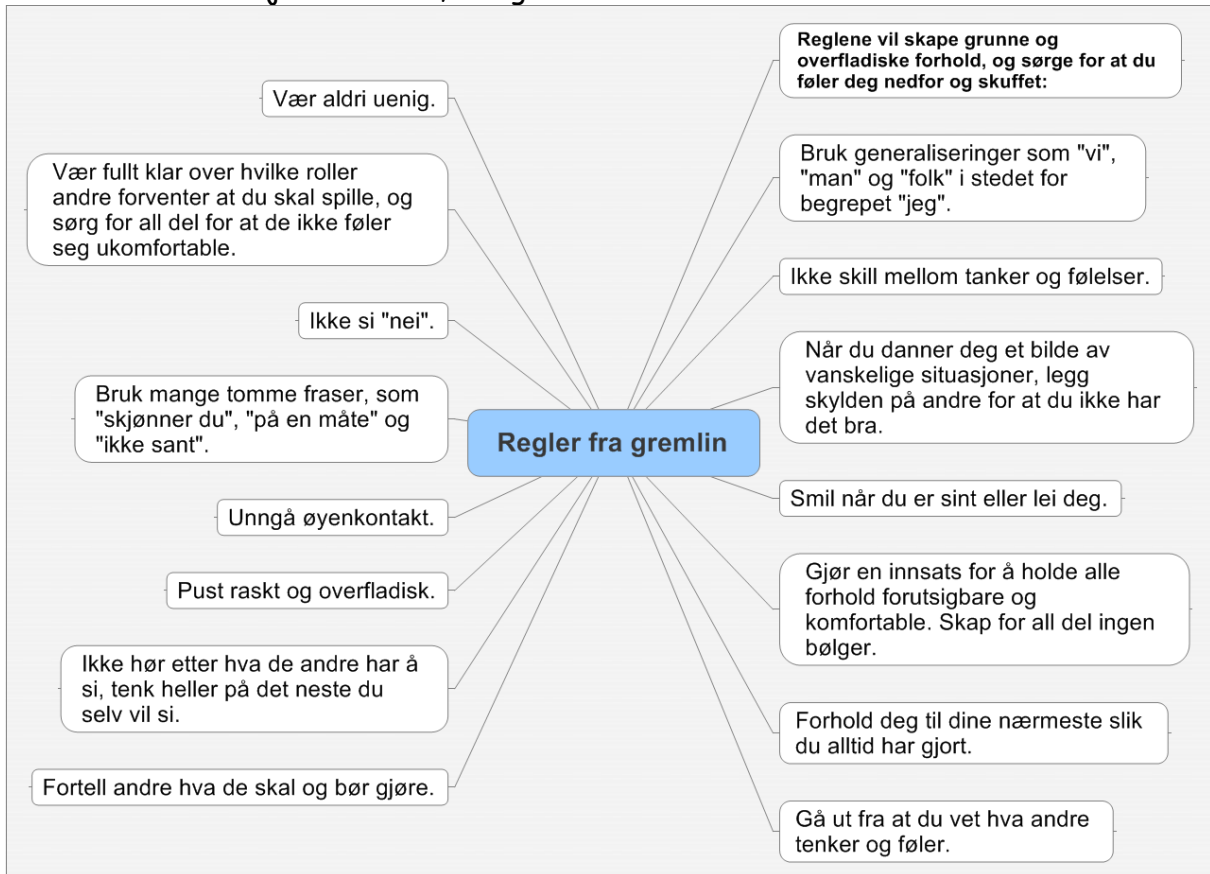 Regler fra gremlin
Reglene vil skape grunne og
overfladiske forhold, og sørge for at du
føler deg nedfor og skuffet:
Bruk generaliseringer som "vi",
"man" og "folk" i stedet for
begrepet "jeg".
Ikke skill mellom tanker og følelser.
Når du danner deg et bilde av
vanskelige situasjoner, legg
skylden på andre for at du ikke har
det bra.
Smil når du er sint eller lei deg.
Gjør en innsats for å holde alle
forhold forutsigbare og
komfortable. Skap for all del ingen
bølger.
Forhold deg til dine nærmeste slik
du alltid har gjort.
Gå ut fra at du vet hva andre
tenker og føler.
Vær aldri uenig.
Vær fullt klar over hvilke roller
andre forventer at du skal spille, og
sørg for all del for at de ikke føler
seg ukomfortable.
Ikke si "nei".
Bruk mange tomme fraser, som
"skjønner du", "på en måte" og
"ikke sant".
Unngå øyenkontakt.
Pust raskt og overfladisk.
Ikke hør etter hva de andre har å
si, tenk heller på det neste du
selv vil si.
Fortell andre hva de skal og bør gjøre.